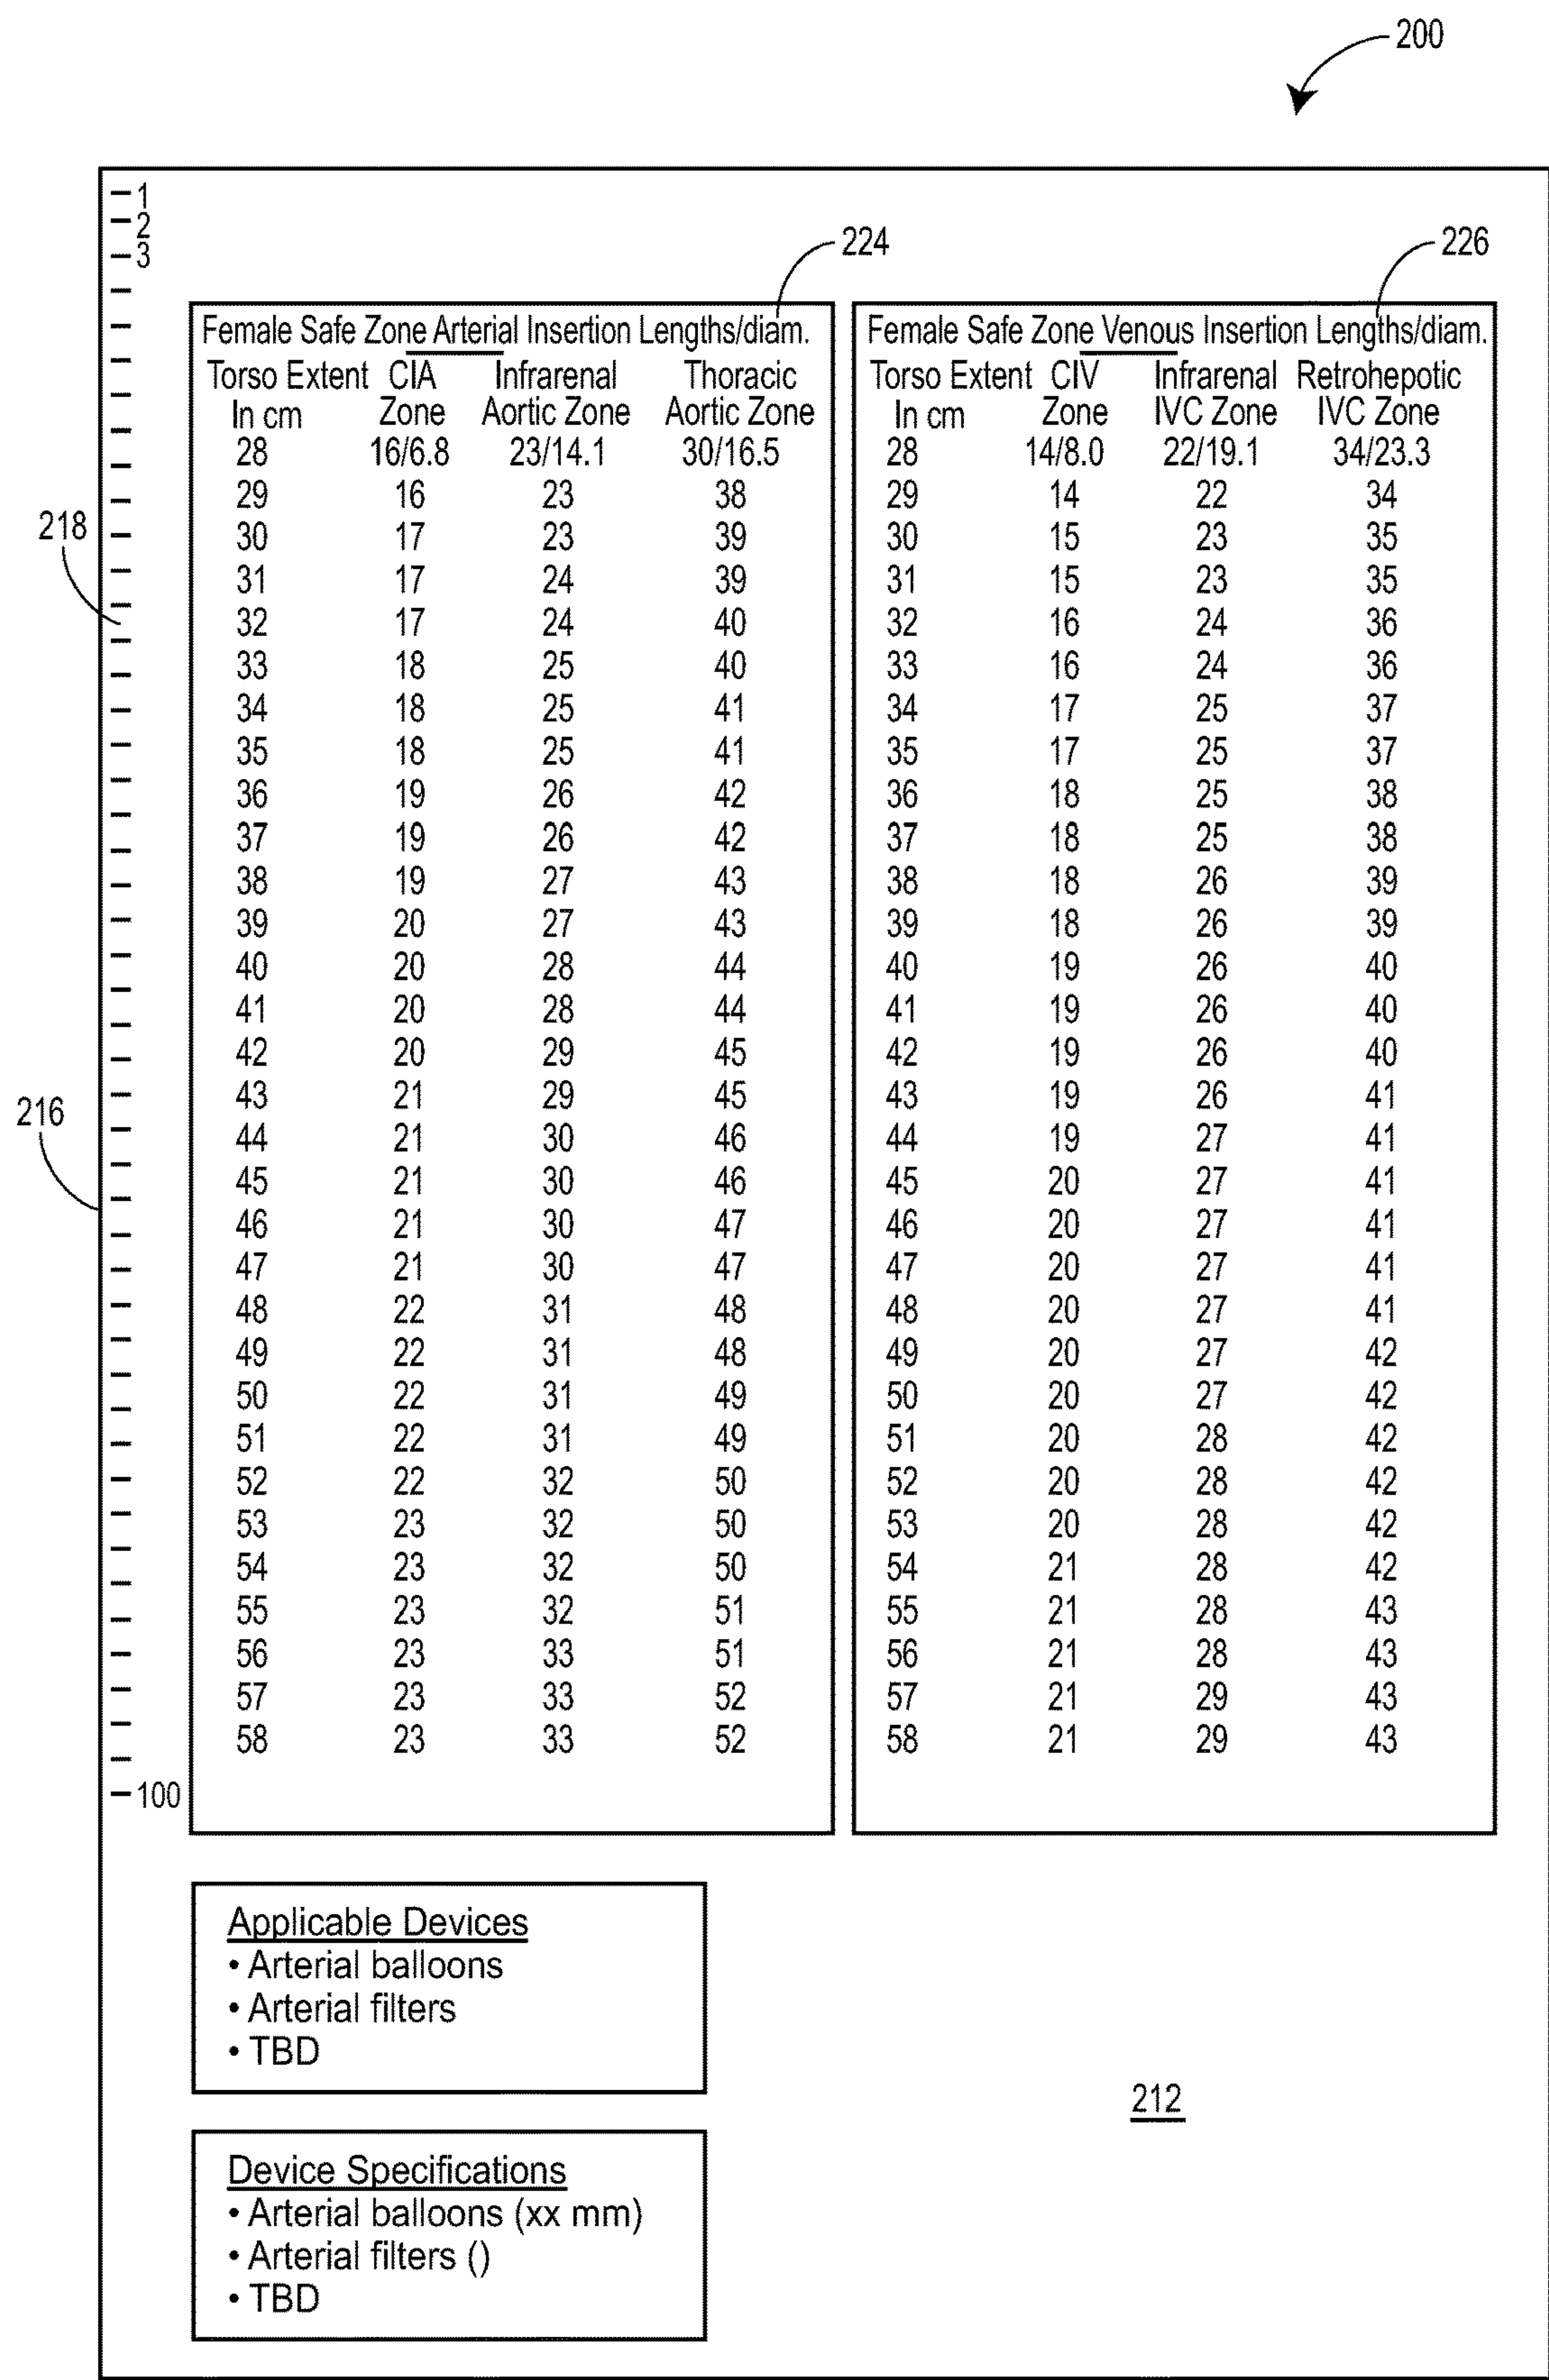 200
1
2
3
224
226
Female Safe Zone Arterial Insertion Lengths/diam.
Torso Extent CIA Infrarenal Thoracic
In cm Zone Aortic Zone Aortic Zone
28 16/6.8 23/14.1 30/16.5
29 16 23 38
30 17 23 39
31 17 24 39
32 17 24 40
33 18 25 40
34 18 25 41
35 18 25 41
36 19 26 42
37 19 26 42
38 19 27 43
39 20 27 43
40 20 28 44
41 20 28 44
42 20 29 45
43 21 29 45
44 21 30 46
45 21 30 46
46 21 30 47
47 21 30 47
48 22 31 48
49 22 31 48
50 22 31 49
51 22 31 49
52 22 32 50
53 23 32 50
54 23 32 50
55 23 32 51
56 23 33 51
57 23 33 52
58 23 33 52
Female Safe Zone Venous Insertion Lengths/diam.
Torso Extent CIV Infrarenal Retrohepotic
In cm Zone IVC Zone IVC Zone
28 14/8.0 22/19.1 34/23.3
29 14 22 34
30 15 23 35
31 15 23 35
32 16 24 36
33 16 24 36
34 17 25 37
35 17 25 37
36 18 25 38
37 18 25 38
38 18 26 39
39 18 26 39
40 19 26 40
41 19 26 40
42 19 26 40
43 19 26 41
44 19 27 41
45 20 27 41
46 20 27 41
47 20 27 41
48 20 27 41
49 20 27 42
50 20 27 42
51 20 28 42
52 20 28 42
53 20 28 42
54 21 28 42
55 21 28 43
56 21 28 43
57 21 29 43
58 21 29 43
218
216
100
Applicable Devices
• Arterial balloons
• Arterial filters
• TBD
212
Device Specifications
• Arterial balloons (xx mm)
• Arterial filters ()
• TBD